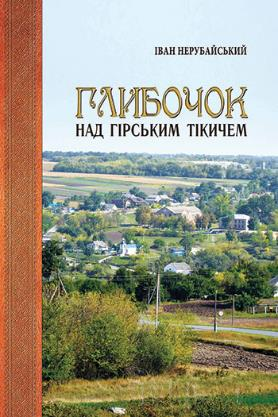 ІВАН НЕРУБАЙСЬКИЙ
ГЛИБОЧОК
НАД ГІРСЬКИМ ТІКИЧЕМ